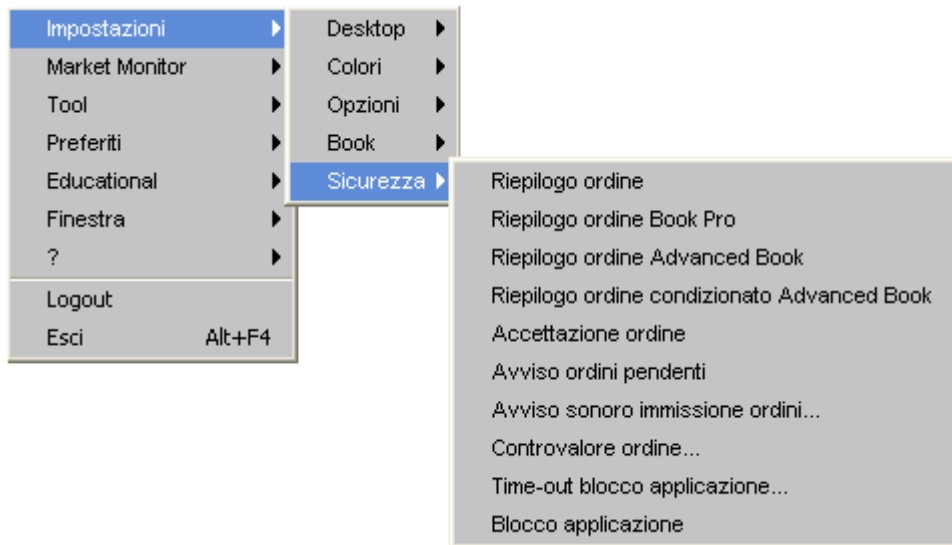 Impostazioni
Market Monitor
Tool
Preferiti
Educational
Finestra
?
Logout
Esci Alt+F4
Desktop
Colori
Opzioni
Book
Sicurezza
Riepilogo ordine
Riepilogo ordine Book Pro
Riepilogo ordine Advanced Book
Riepilogo ordine condizionato Advanced Book
Accettazione ordine
Avviso ordini pendenti
Avviso sonoro immissione ordini...
Controvalore ordine...
Time-out blocco applicazione...
Blocco applicazione